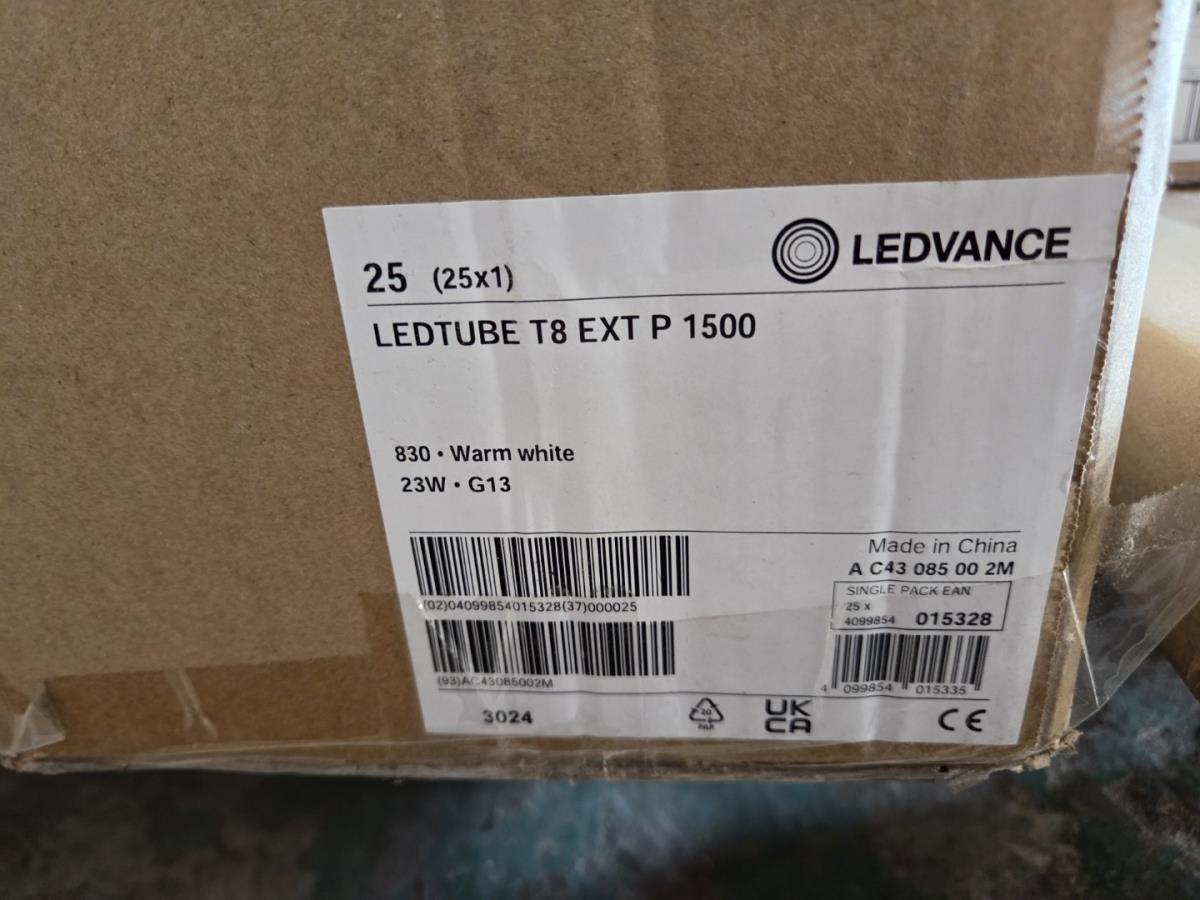 LEDVANCE
25 (25x1)
LEDTUBE T8 EXT P 1500
830 • Warm white
23W • G13
Made in China
A C43 085 00 2M
SINGLE PACK EAN
25 x
4099854 015328
(02)04099854015328(37)000025
(93)AC43085002M
4 099854 015335
3024
20
PAP
UK
CA
CE